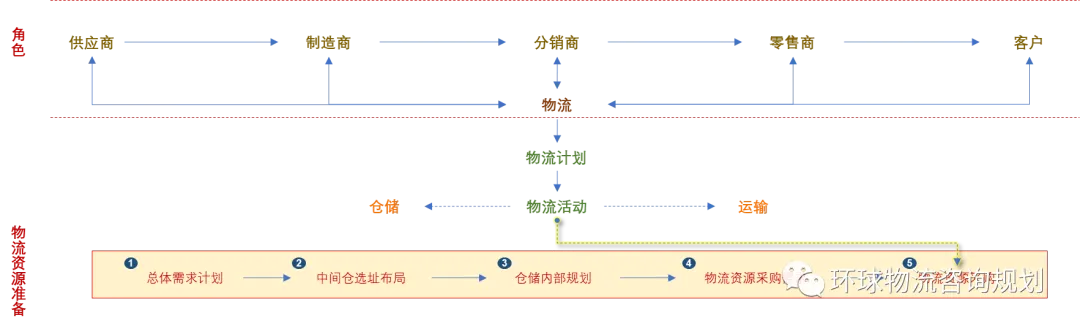 角色
供应商
制造商
分销商
零售商
客户
物流
物流计划
仓储
物流活动
运输
物流资源准备
1 总体需求计划
2 中间仓选址布局
3 仓储内部规划
4 物流资源采购
5
环球物流咨询规划